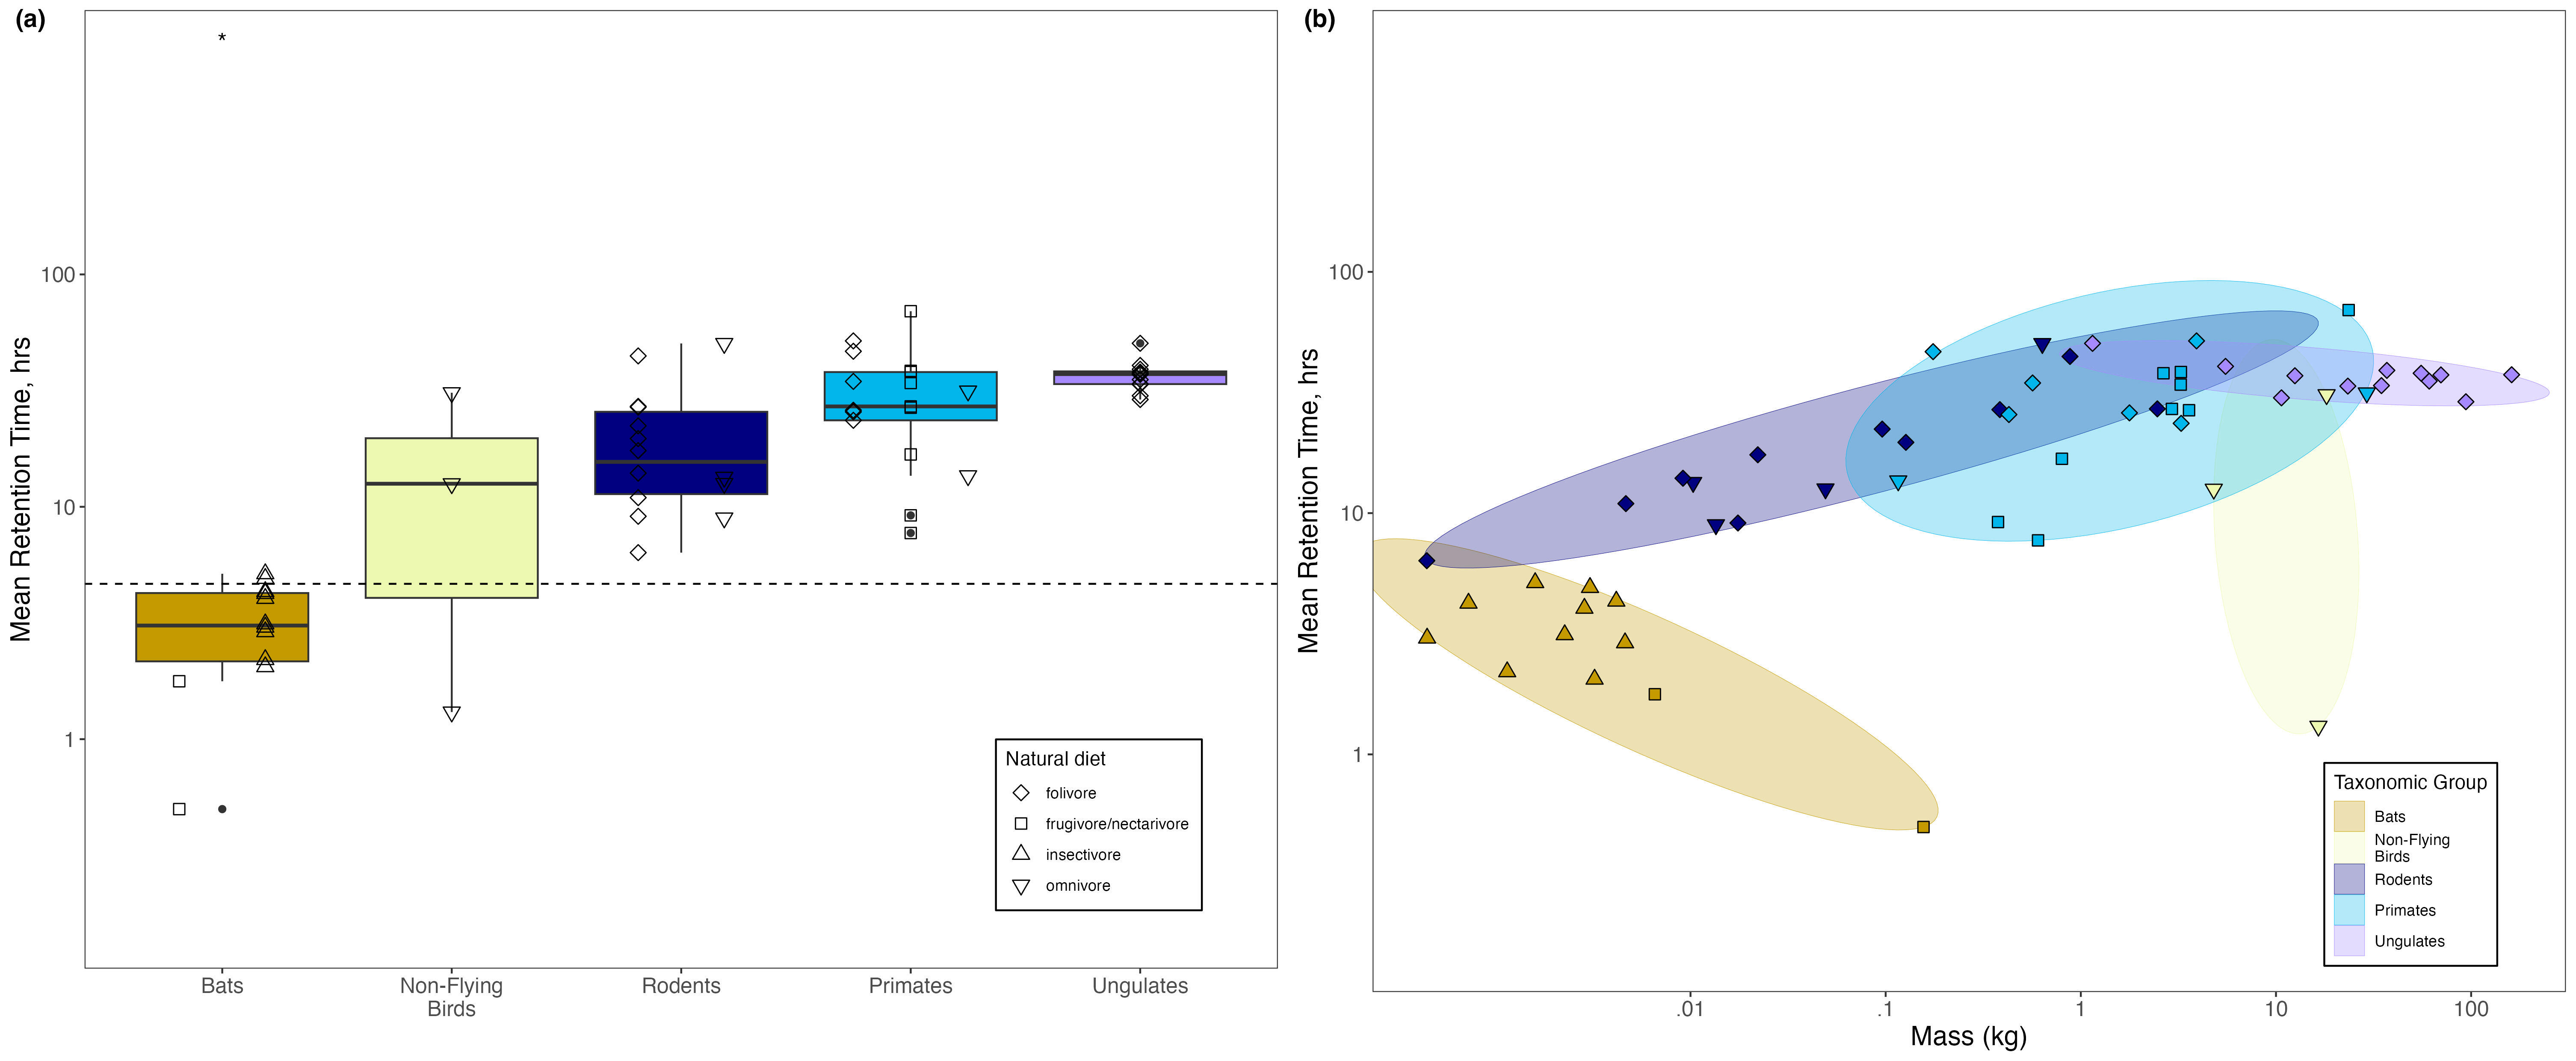 (a)
*
Mean Retention Time, hrs
100
10
1
Bats
Non-Flying
Birds
Rodents
Primates
Ungulates
Natural diet
folivore
frugivore/nectarivore
insectivore
omnivore
(b)
Mean Retention Time, hrs
100
10
1
.01
.1
1
10
100
Mass (kg)
Taxonomic Group
Bats
Non-Flying
Birds
Rodents
Primates
Ungulates